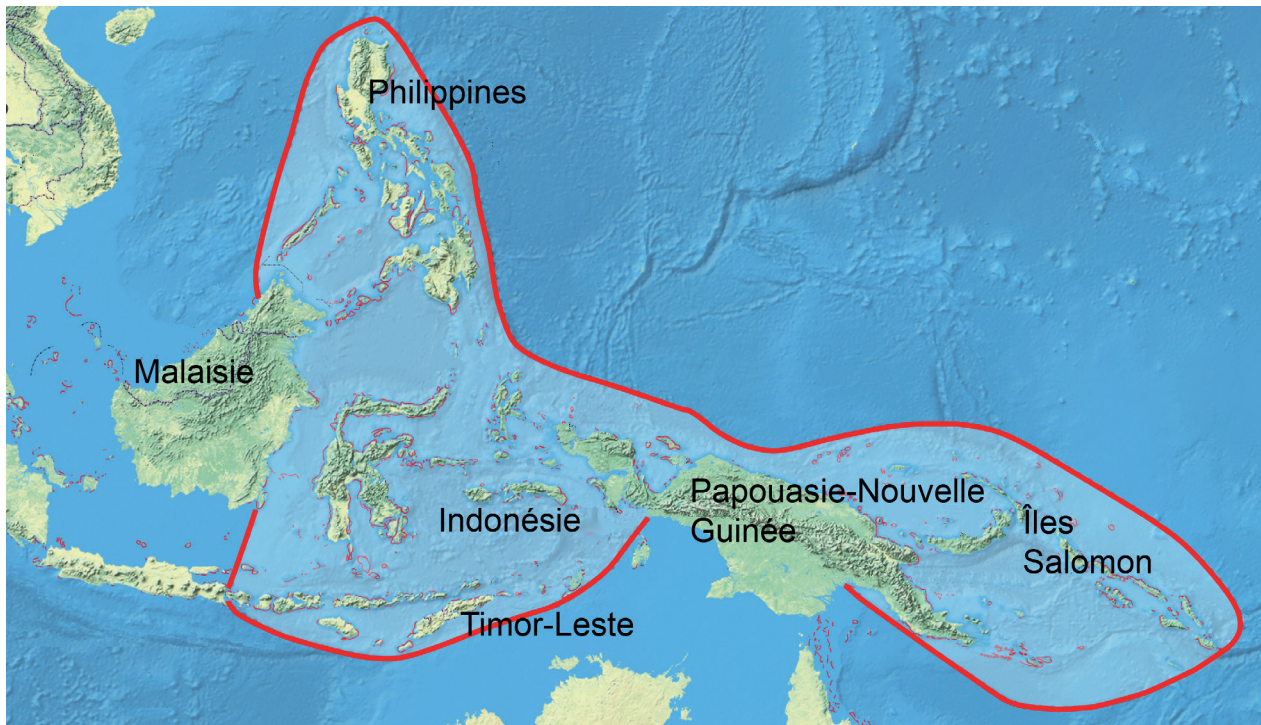 Philippines
Malaisie
Indonésie
Papouasie-Nouvelle
Guinée
Îles
Salomon
Timor-Leste